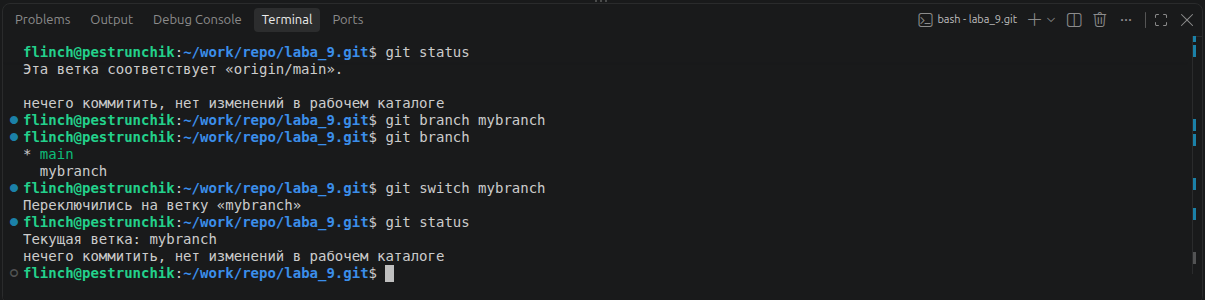 Problems Output Debug Console Terminal Ports bash - laba_9.git
flinch@pestrunchik:~/work/repo/laba_9.git$ git status
Эта ветка соответствует «origin/main».
нечего коммитить, нет изменений в рабочем каталоге
flinch@pestrunchik:~/work/repo/laba_9.git$ git branch mybranch
flinch@pestrunchik:~/work/repo/laba_9.git$ git branch
* main
mybranch
flinch@pestrunchik:~/work/repo/laba_9.git$ git switch mybranch
Переключились на ветку «mybranch»
flinch@pestrunchik:~/work/repo/laba_9.git$ git status
Текущая ветка: mybranch
нечего коммитить, нет изменений в рабочем каталоге
flinch@pestrunchik:~/work/repo/laba_9.git$